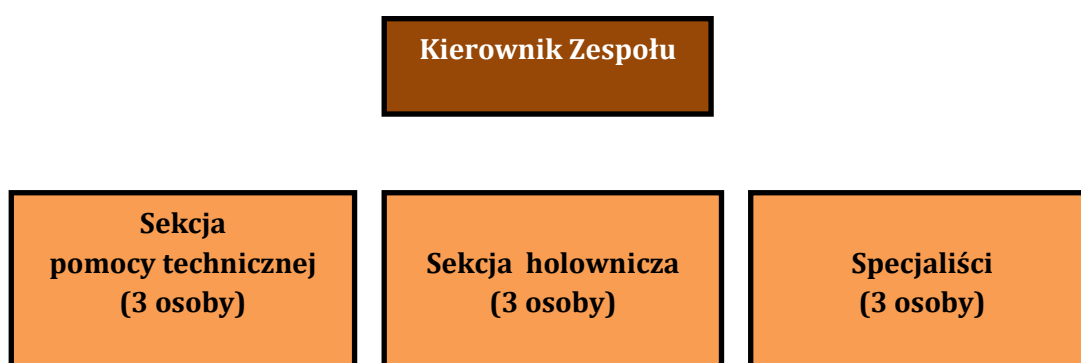 Kierownik Zespołu
Sekcja
pomocy technicznej
(3 osoby)
Sekcja holownicza
(3 osoby)
Specjaliści
(3 osoby)